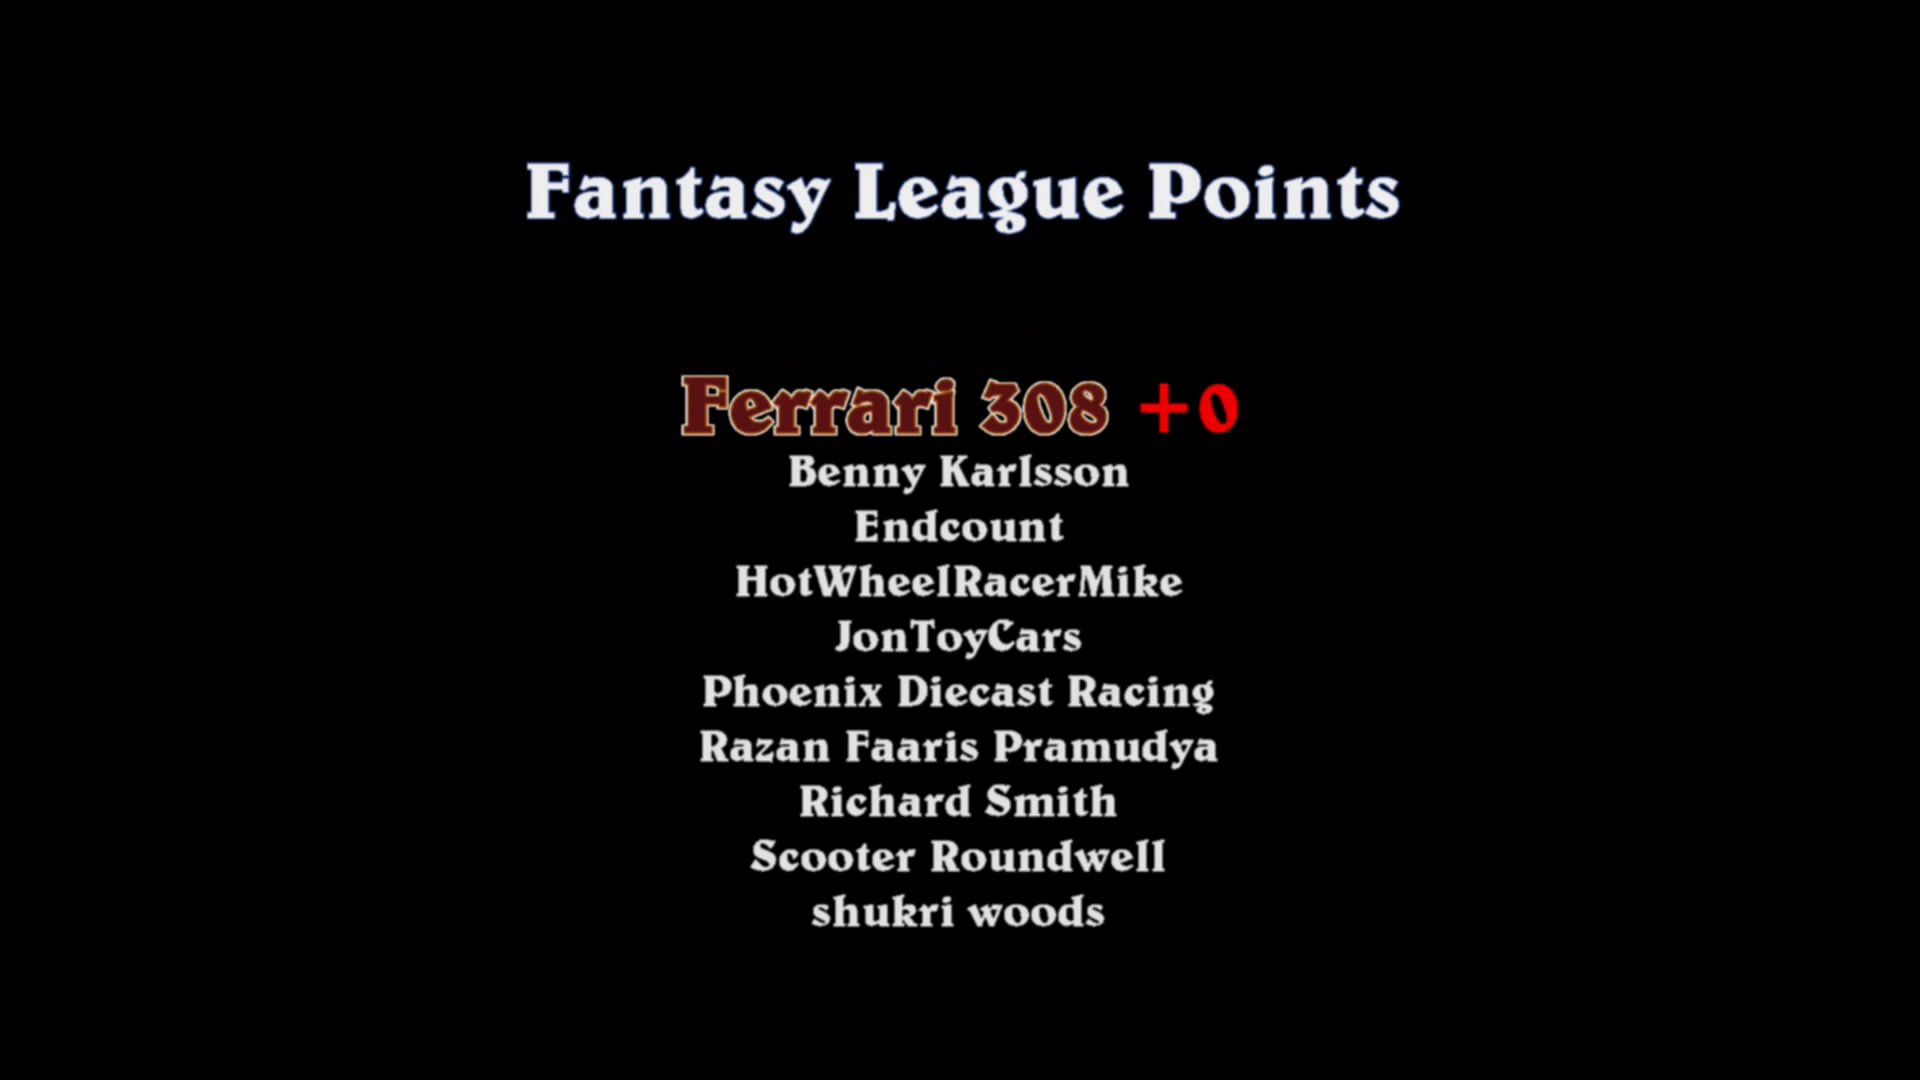 Fantasy League Points
Ferrari 308 +0
Benny Karlsson
Endcount
HotWheelRacerMike
JonToyCars
Phoenix Diecast Racing
Razan Faaris Pramudya
Richard Smith
Scooter Roundwell
shukri woods